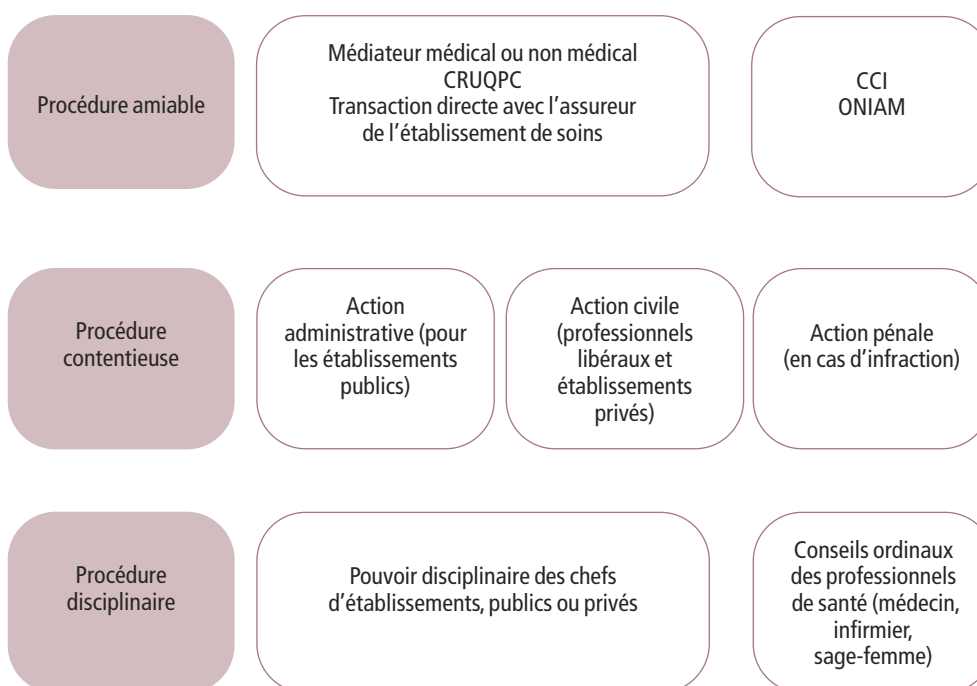 Procédure amiable
Médiateur médical ou non médical
CRUQPC
Transaction directe avec l’assureur
de l’établissement de soins
CCI
ONIAM
Procédure
contentieuse
Action
administrative (pour
les établissements
publics)
Action civile
(professionnels
libéraux et
établissements
privés)
Action pénale
(en cas d’infraction)
Procédure
disciplinaire
Pouvoir disciplinaire des chefs
d’établissements, publics ou privés
Conseils ordinaux
des professionnels
de santé (médecin,
infirmier,
sage-femme)